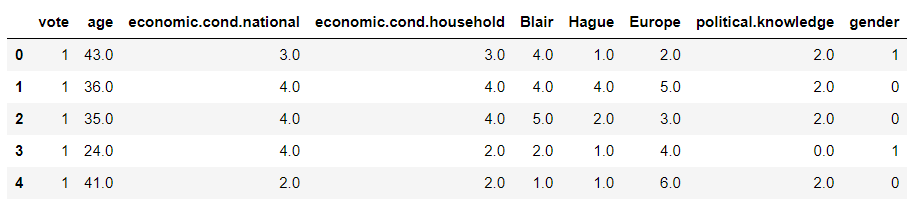 vote age economic.cond.national economic.cond.household Blair Hague Europe political.knowledge gender
0 1 43.0 3.0 3.0 4.0 1.0 2.0 2.0 1
1 1 36.0 4.0 4.0 4.0 4.0 5.0 2.0 0
2 1 35.0 4.0 4.0 5.0 2.0 3.0 2.0 0
3 1 24.0 4.0 2.0 2.0 1.0 4.0 0.0 1
4 1 41.0 2.0 2.0 1.0 1.0 6.0 2.0 0